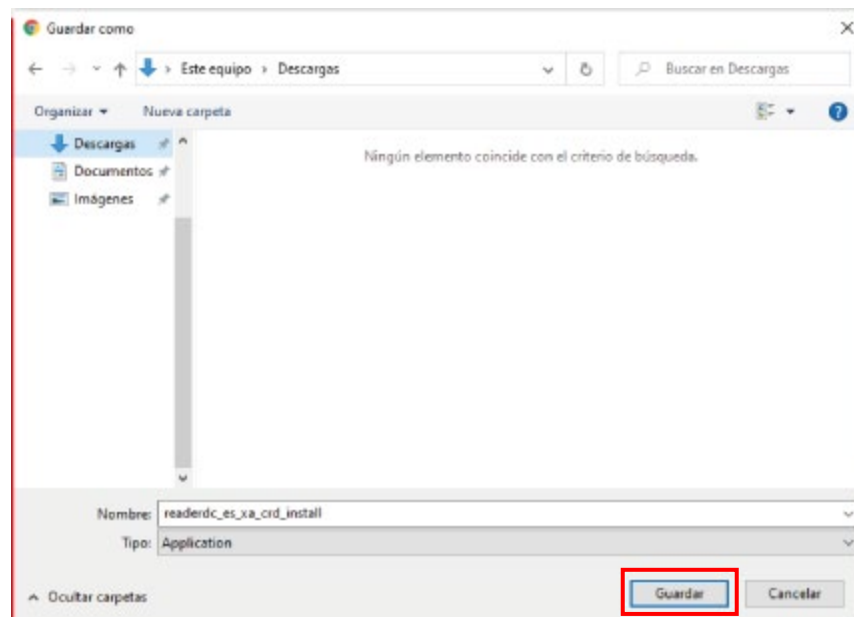 Guardar como
Este equipo › Descargas
Buscar en Descargas
Organizar
Nueva carpeta
Descargas
Documentos
Imágenes
Ningún elemento coincide con el criterio de búsqueda.
Nombre: readerdc_es_xa_crd_install
Tipo: Application
Ocultar carpetas
Guardar
Cancelar